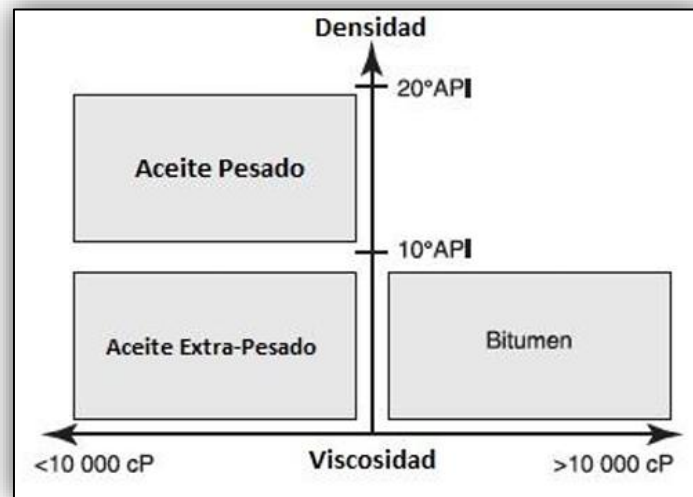 Densidad
20°API
Aceite Pesado
10°API
Aceite Extra-Pesado
Bitumen
<10 000 cP
Viscosidad
>10 000 cP